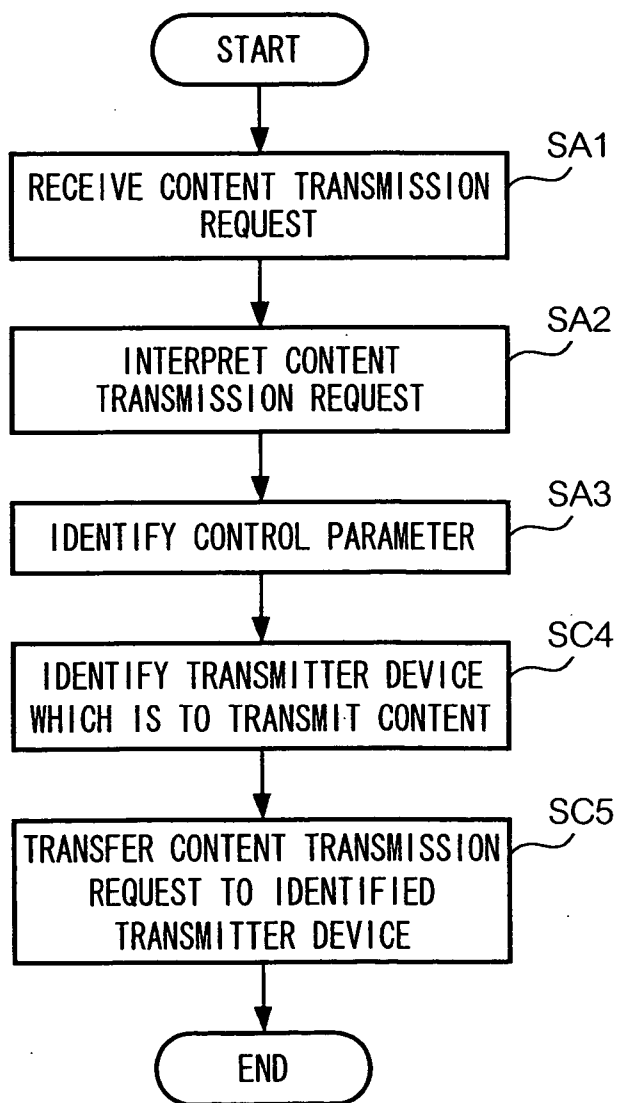 START
SA1
RECEIVE CONTENT TRANSMISSION
REQUEST
SA2
INTERPRET CONTENT
TRANSMISSION REQUEST
SA3
IDENTIFY CONTROL PARAMETER
SC4
IDENTIFY TRANSMITTER DEVICE
WHICH IS TO TRANSMIT CONTENT
SC5
TRANSFER CONTENT TRANSMISSION
REQUEST TO IDENTIFIED
TRANSMITTER DEVICE
END